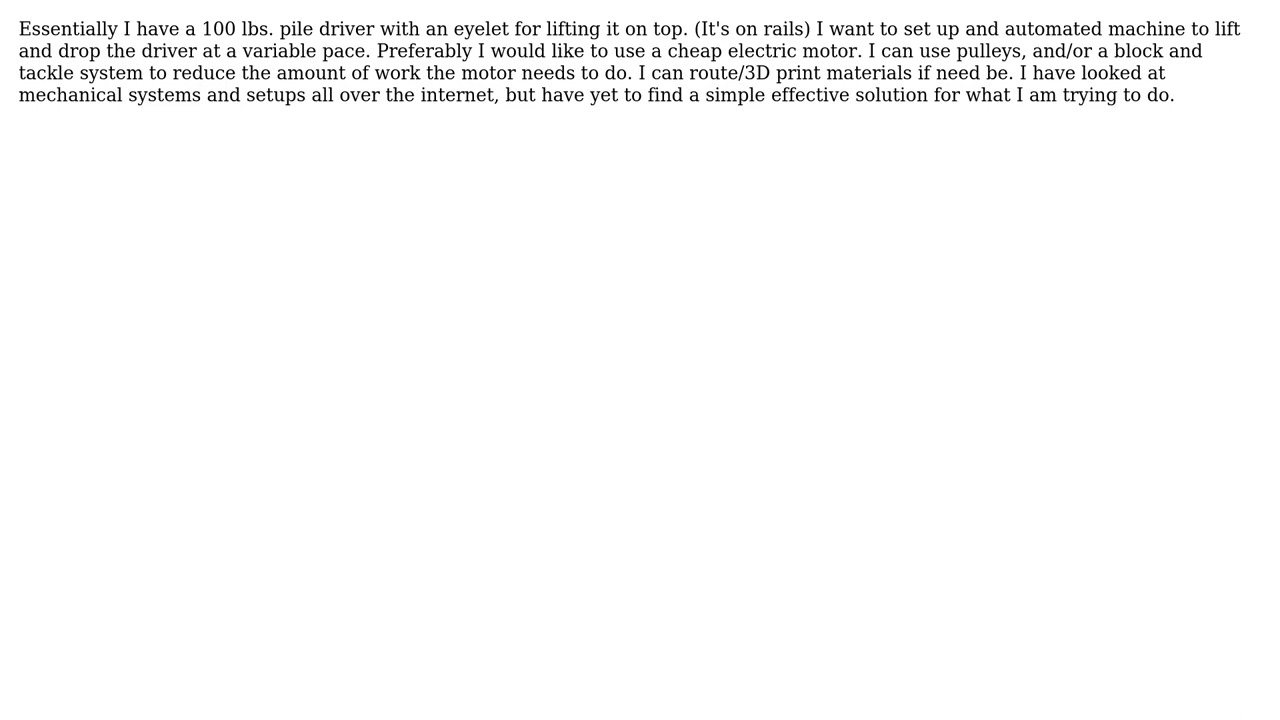 Essentially I have a 100 lbs. pile driver with an eyelet for lifting it on top. (It's on rails) I want to set up and automated machine to lift
and drop the driver at a variable pace. Preferably I would like to use a cheap electric motor. I can use pulleys, and/or a block and
tackle system to reduce the amount of work the motor needs to do. I can route/3D print materials if need be. I have looked at
mechanical systems and setups all over the internet, but have yet to find a simple effective solution for what I am trying to do.